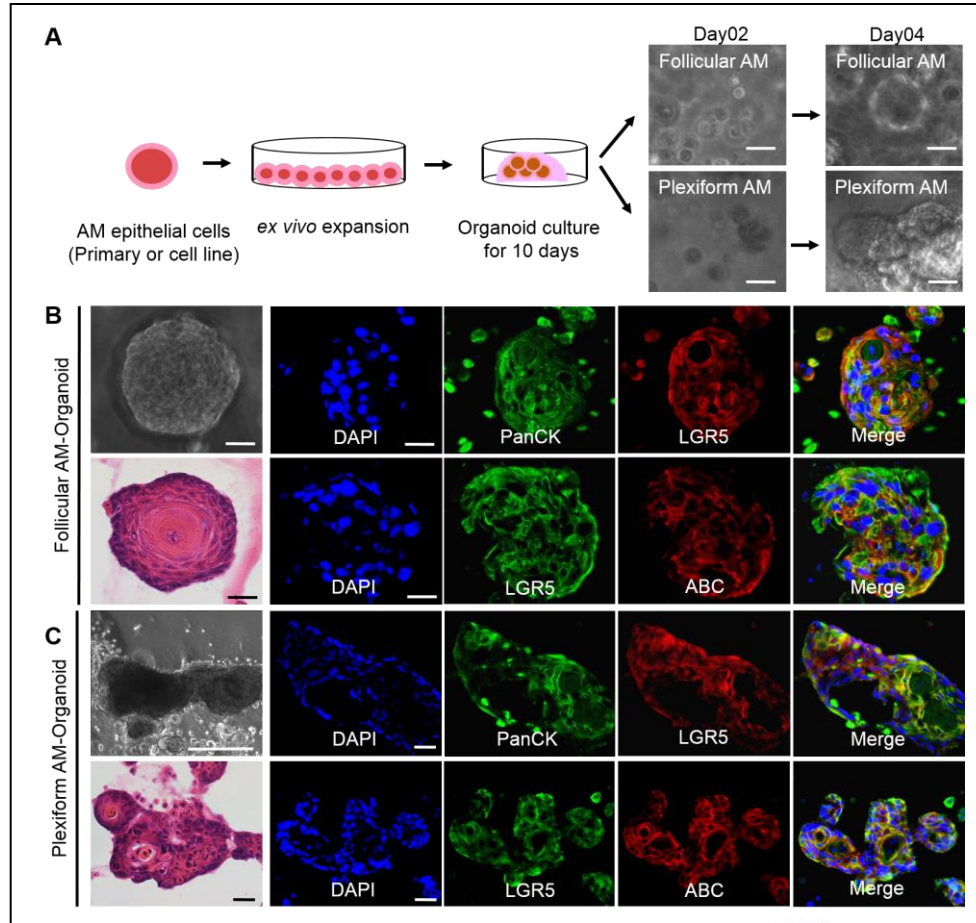 A
Day02
Day04
Follicular AM
Follicular AM
Plexiform AM
Plexiform AM
AM epithelial cells
(Primary or cell line)
ex vivo expansion
Organoid culture
for 10 days
B
Follicular AM-Organoid
DAPI
PanCK
LGR5
Merge
DAPI
LGR5
ABC
Merge
C
Plexiform AM-Organoid
DAPI
PanCK
LGR5
Merge
DAPI
LGR5
ABC
Merge